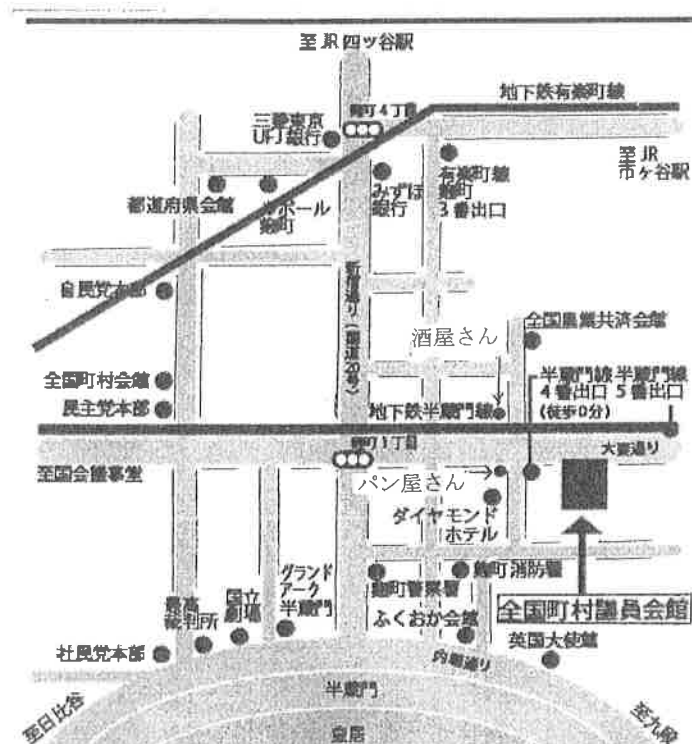 至JR四ツ谷駅
地下鉄有楽町線
麹町4丁目
三菱東京
UFJ銀行
至JR
市ヶ谷駅
有楽町線
麹町
3番出口
みずほ
銀行
都道府県会館
ルポール
麹町
新宿通り(国道20号)
自民党本部
酒屋さん
全国農業共済会館
全国町村会館
半蔵門線
4番出口
(徒歩0分)
半蔵門線
5番出口
民主党本部
地下鉄半蔵門線
麹町1丁目
大妻通り
至国会議事堂
パン屋さん
ダイヤモンド
ホテル
グランド
アーク
半蔵門
国立
劇場
最高
裁判所
麹町警察署
麹町消防署
全国町村議員会館
ふくおか会館
英国大使館
社民党本部
内堀通り
半蔵門
至日比谷
至九段
皇居